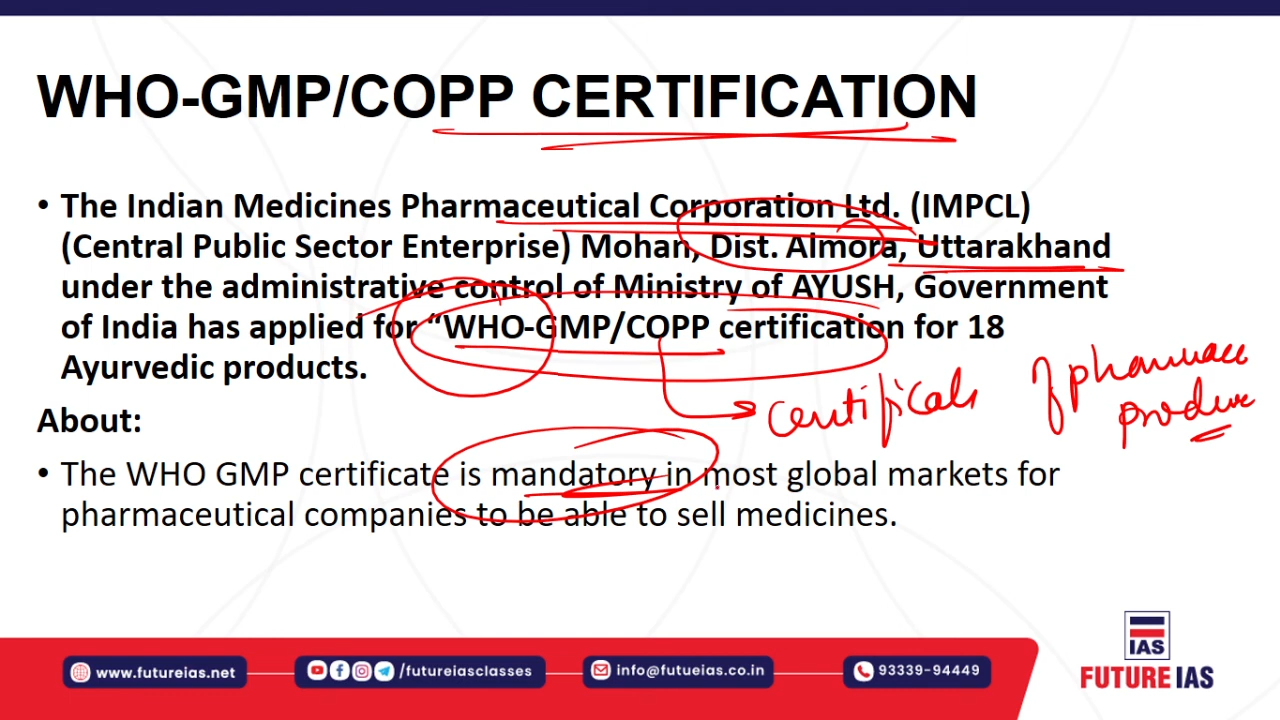 WHO-GMP/COPP CERTIFICATION
• The Indian Medicines Pharmaceutical Corporation Ltd. (IMPCL)
(Central Public Sector Enterprise) Mohan, Dist. Almora, Uttarakhand
under the administrative control of Ministry of AYUSH, Government
of India has applied for “WHO-GMP/COPP certification for 18
Ayurvedic products.
of pharmace
certificate
produce
About:
• The WHO GMP certificate is mandatory in most global markets for
pharmaceutical companies to be able to sell medicines.
IAS
FUTURE IAS
www.futureias.net
/futureiasclasses
info@futueias.co.in
93339-94449